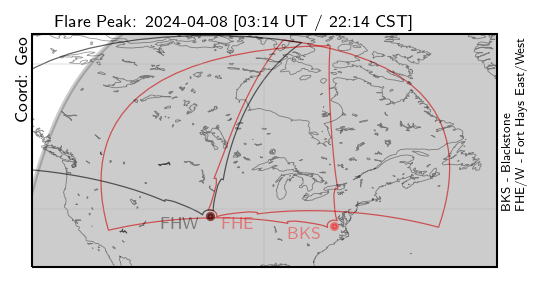 Flare Peak: 2024-04-08 [03:14 UT / 22:14 CST]
Coord: Geo
BKS - Blackstone
FHE/W - Fort Hays East/West
FHW
FHE
BKS